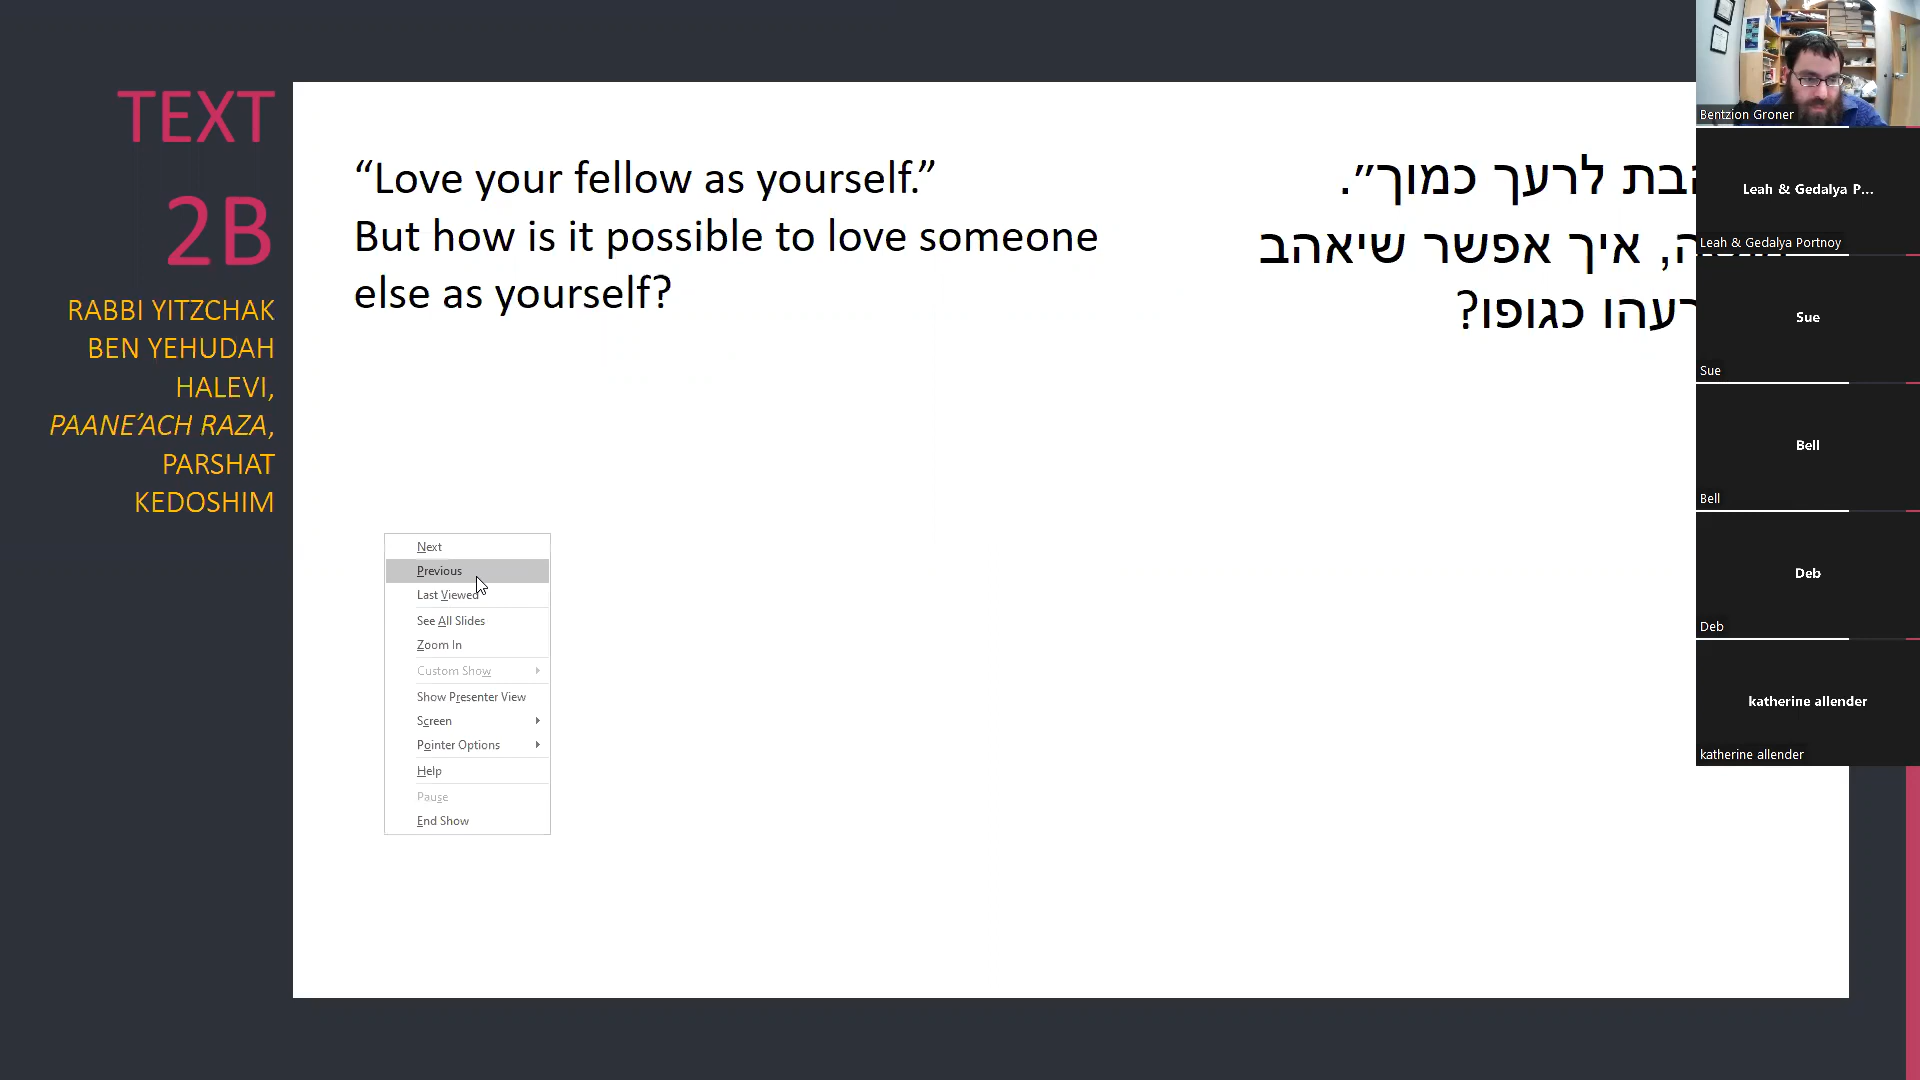 TEXT
2B
RABBI YITZCHAK
BEN YEHUDAH
HALEVI,
PAANE’ACH RAZA,
PARSHAT
KEDOSHIM
“Love your fellow as yourself.”
But how is it possible to love someone
else as yourself?
לרעך כמוך״.
איך אפשר שיאהב
רעהו כגופו?
Next
Previous
Last Viewed
See All Slides
Zoom In
Custom Show
Show Presenter View
Screen
Pointer Options
Help
Pause
End Show
Bentzion Groner
Leah & Gedalya P...
Leah & Gedalya Portnoy
Sue
Sue
Bell
Bell
Deb
Deb
katherine allender
katherine allender